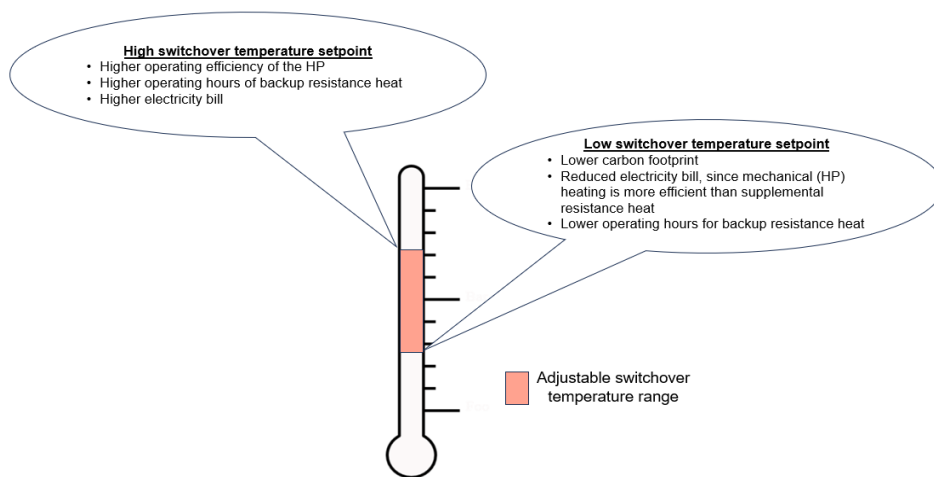 High switchover temperature setpoint
• Higher operating efficiency of the HP
• Higher operating hours of backup resistance heat
• Higher electricity bill
Low switchover temperature setpoint
• Lower carbon footprint
• Reduced electricity bill, since mechanical (HP)
heating is more efficient than supplemental
resistance heat
• Lower operating hours for backup resistance heat
Adjustable switchover
temperature range